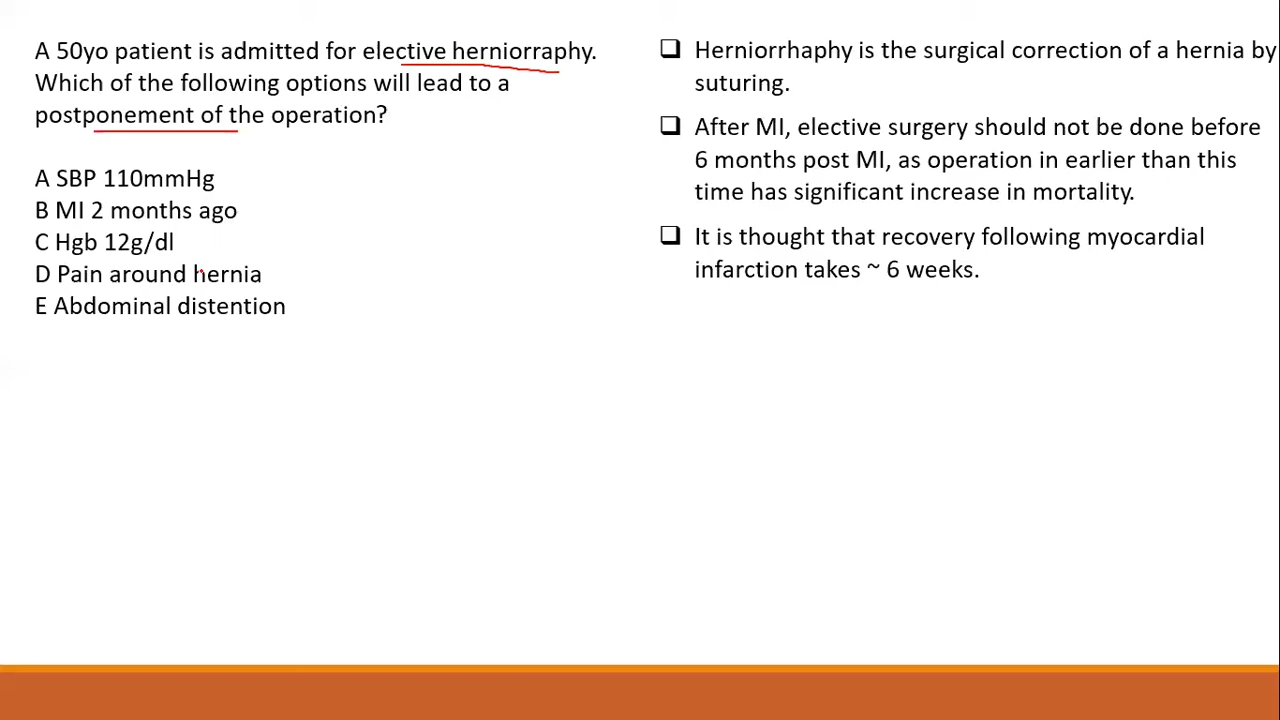 A 50yo patient is admitted for elective herniorraphy.
Which of the following options will lead to a
postponement of the operation?
A SBP 110mmHg
B MI 2 months ago
C Hgb 12g/dl
D Pain around hernia
E Abdominal distention
❑ Herniorrhaphy is the surgical correction of a hernia by
suturing.
❑ After MI, elective surgery should not be done before
6 months post MI, as operation in earlier than this
time has significant increase in mortality.
❑ It is thought that recovery following myocardial
infarction takes ~ 6 weeks.